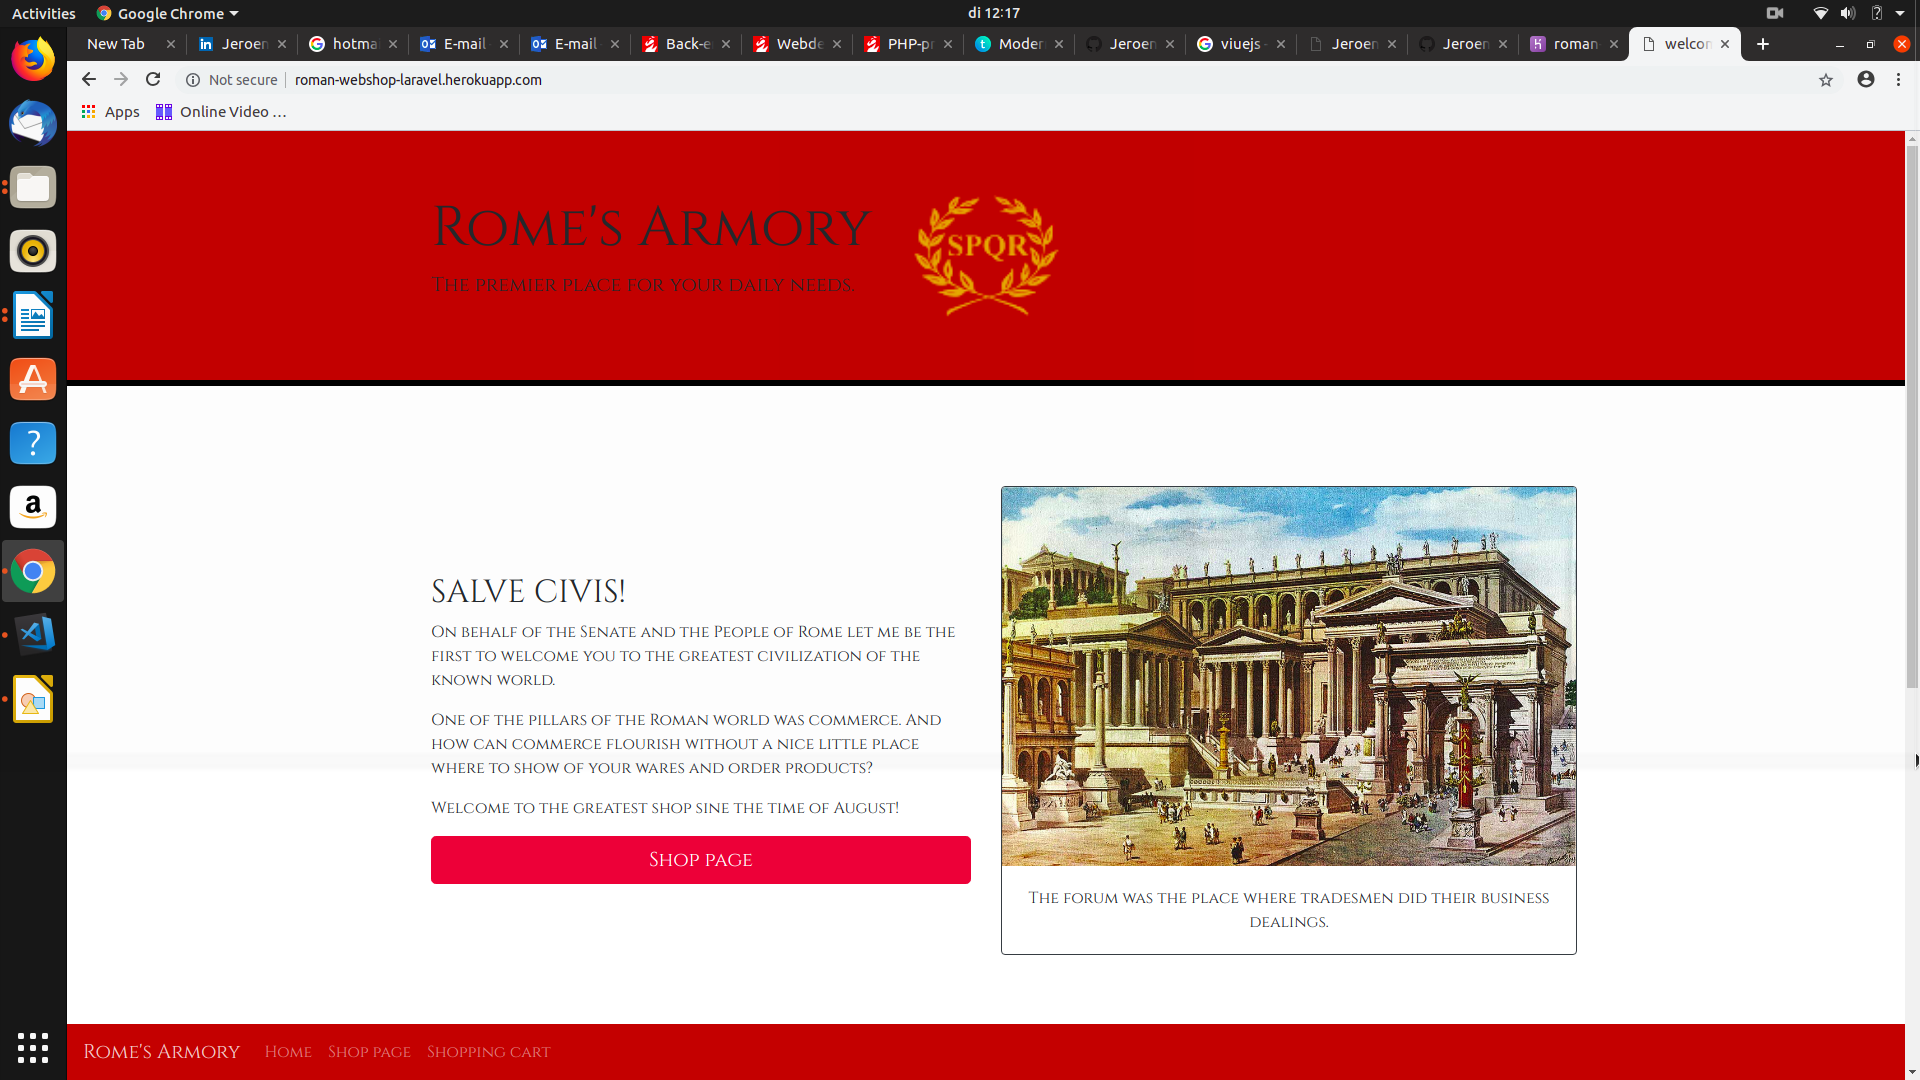 Activities Google Chrome di 12:17
New Tab Jeroen hotma E-mail E-mail Back-e Webde PHP-pr Moder Jeroen viuejs - Jeroen Jeroen roman welcom
Not secure roman-webshop-laravel.herokuapp.com
Apps Online Video ...
Rome's Armory
SPQR
The premier place for your daily needs.
SALVE CIVIS!
On behalf of the Senate and the People of Rome let me be the
first to welcome you to the greatest civilization of the
known world.
One of the pillars of the Roman world was commerce. And
how can commerce flourish without a nice little place
where to show of your wares and order products?
Welcome to the greatest shop sine the time of August!
Shop page
The forum was the place where tradesmen did their business
dealings.
Rome's Armory Home Shop page Shopping cart